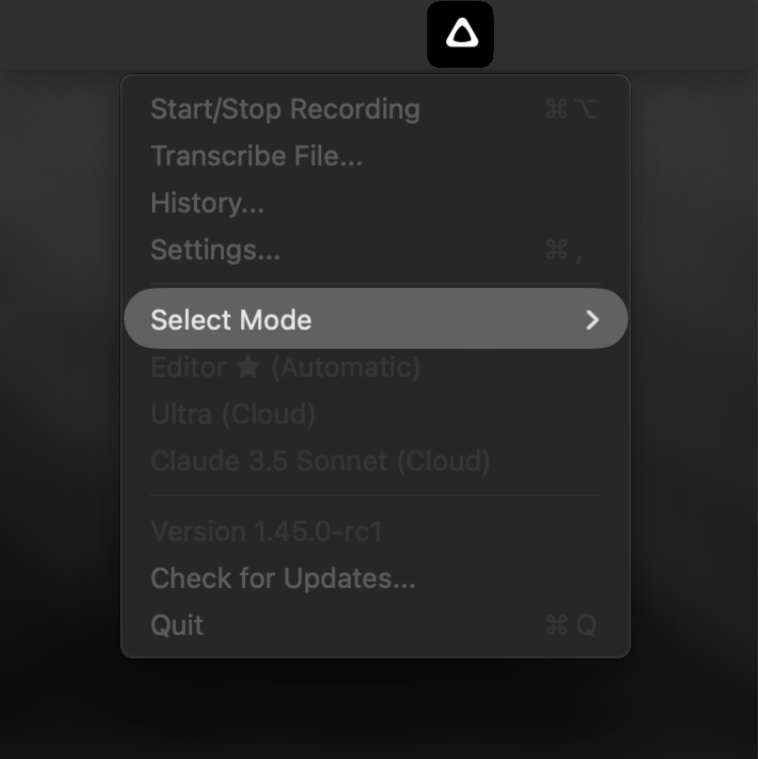 Start/Stop Recording ⌘⌥
Transcribe File...
History...
Settings... ⌘,
Select Mode
Editor ★ (Automatic)
Ultra (Cloud)
Claude 3.5 Sonnet (Cloud)
Version 1.45.0-rc1
Check for Updates...
Quit ⌘Q